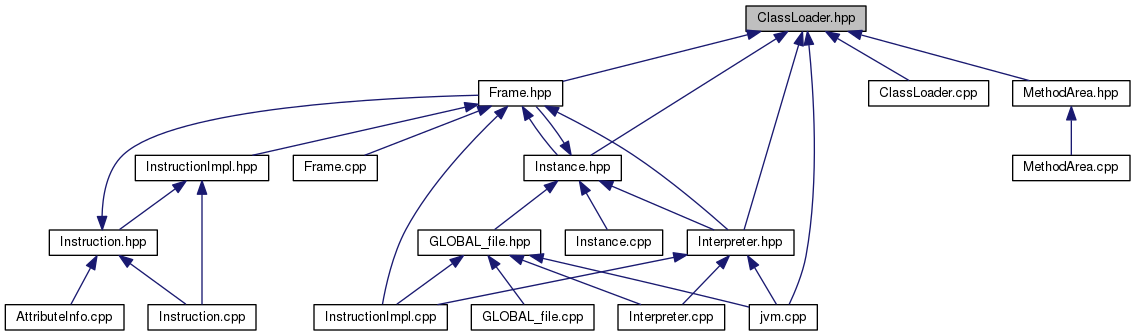 ClassLoader.hpp
Frame.hpp
ClassLoader.cpp
MethodArea.hpp
InstructionImpl.hpp
Frame.cpp
Instance.hpp
MethodArea.cpp
Instruction.hpp
GLOBAL_file.hpp
Instance.cpp
Interpreter.hpp
AttributeInfo.cpp
Instruction.cpp
InstructionImpl.cpp
GLOBAL_file.cpp
Interpreter.cpp
jvm.cpp